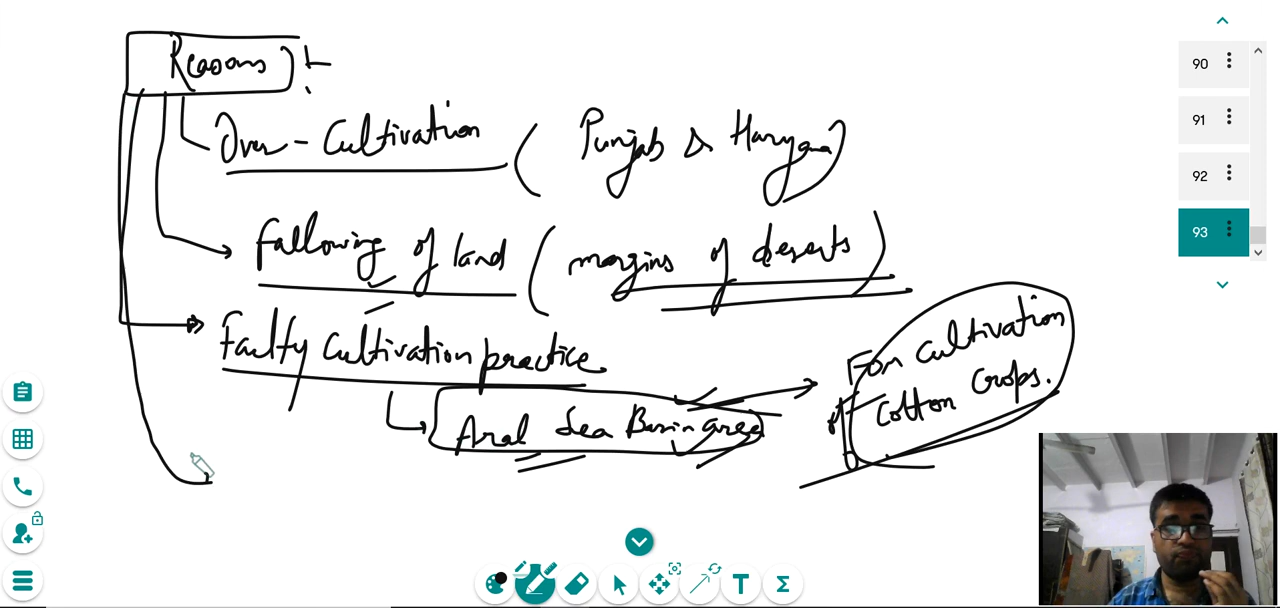 Reasons :-
Over-Cultivation ( Punjab & Haryana)
Fallowing of land ( margins of deserts )
Faulty Cultivation practice
Aral Sea Basin area
For Cultivation
of Cotton Crops.
90
91
92
93
T
Σ